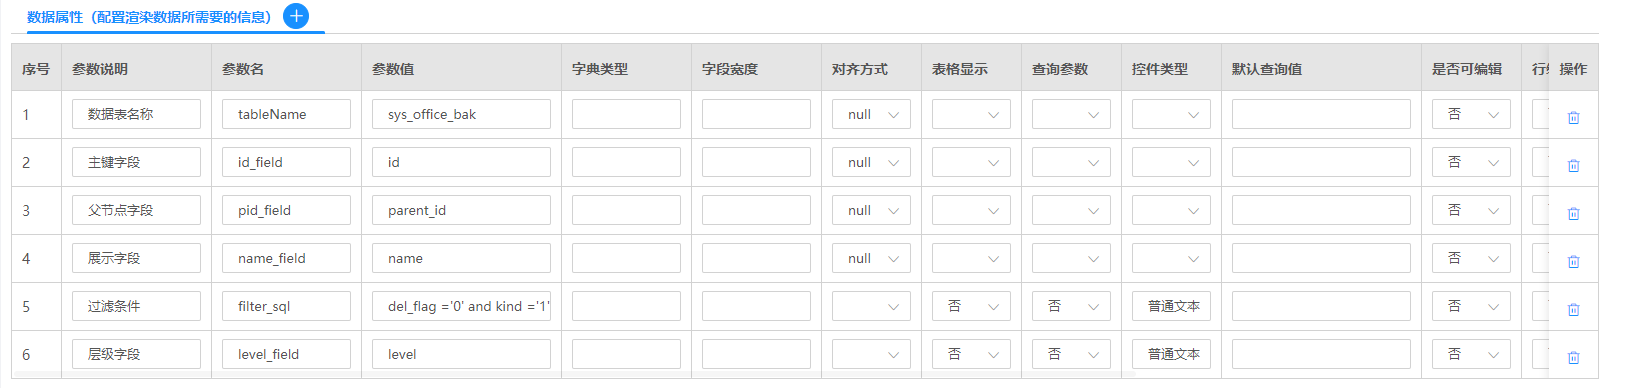 数据属性（配置渲染数据所需要的信息）
序号 参数说明 参数名 参数值 字典类型 字段宽度 对齐方式 表格显示 查询参数 控件类型 默认查询值 是否可编辑 操作
1 数据表名称 tableName sys_office_bak null 否
2 主键字段 id_field id null 否
3 父节点字段 pid_field parent_id null 否
4 展示字段 name_field name null 否
5 过滤条件 filter_sql del_flag ='0' and kind ='1' 否 否 普通文本 否
6 层级字段 level_field level 否 否 普通文本 否